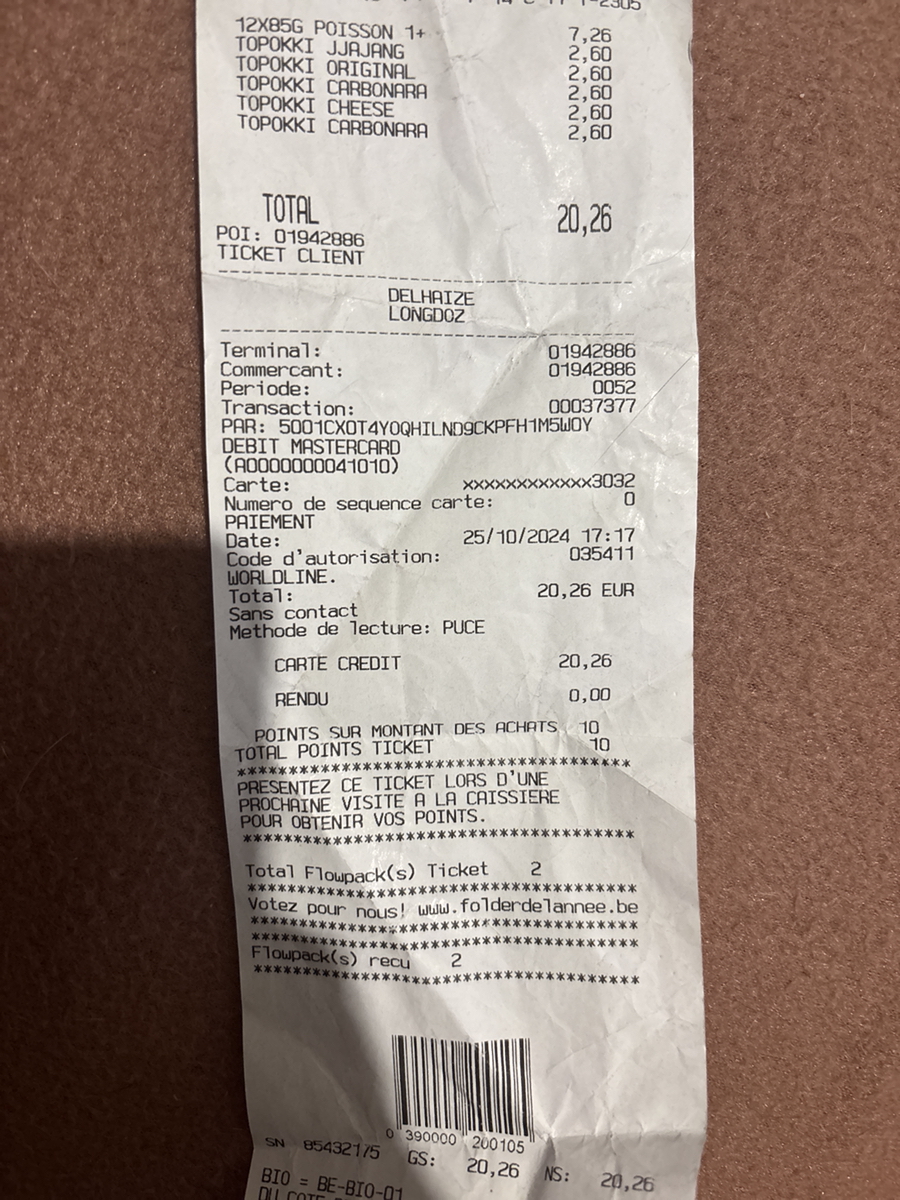 12X85G POISSON 1+ 7,26
TOPOKKI JJAJANG 2,60
TOPOKKI ORIGINAL 2,60
TOPOKKI CARBONARA 2,60
TOPOKKI CHEESE 2,60
TOPOKKI CARBONARA 2,60
TOTAL 20,26
POI: 01942886
TICKET CLIENT
DELHAIZE
LONGDOZ
Terminal: 01942886
Commercant: 01942886
Periode: 0052
Transaction: 00037377
PAR: 5001CXOT4Y0QHILND9CKPFH1M5WOY
DEBIT MASTERCARD
(A0000000041010)
Carte: xxxxxxxxxxxx3032
Numero de sequence carte: 0
PAIEMENT
Date: 25/10/2024 17:17
Code d'autorisation: 035411
WORLDLINE.
Total: 20,26 EUR
Sans contact
Methode de lecture: PUCE
CARTE CREDIT 20,26
RENDU 0,00
POINTS SUR MONTANT DES ACHATS 10
TOTAL POINTS TICKET 10
*************************************
PRESENTEZ CE TICKET LORS D'UNE
PROCHAINE VISITE A LA CAISSIERE
POUR OBTENIR VOS POINTS.
*************************************
Total Flowpack(s) Ticket 2
*************************************
Votez pour nous! www.folderdelannee.be
*************************************
*************************************
Flowpack(s) recu 2
*************************************
0 390000 200105
SN 85432175 GS: 20,26 NS: 20,26
BIO = BE-BIO-01